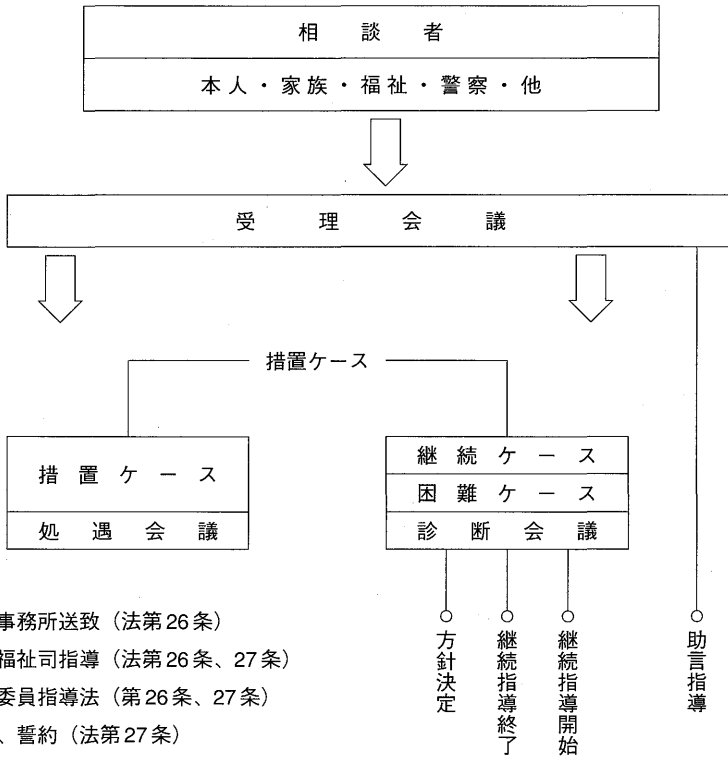 相談者
本人・家族・福祉・警察・他
受理会議
措置ケース
措置ケース
処遇会議
継続ケース
困難ケース
診断会議
事務所送致（法第26条）
福祉司指導（法第26条、27条）
委員指導法（第26条、27条）
、誓約（法第27条）
方針決定
継続指導終了
継続指導開始
助言指導